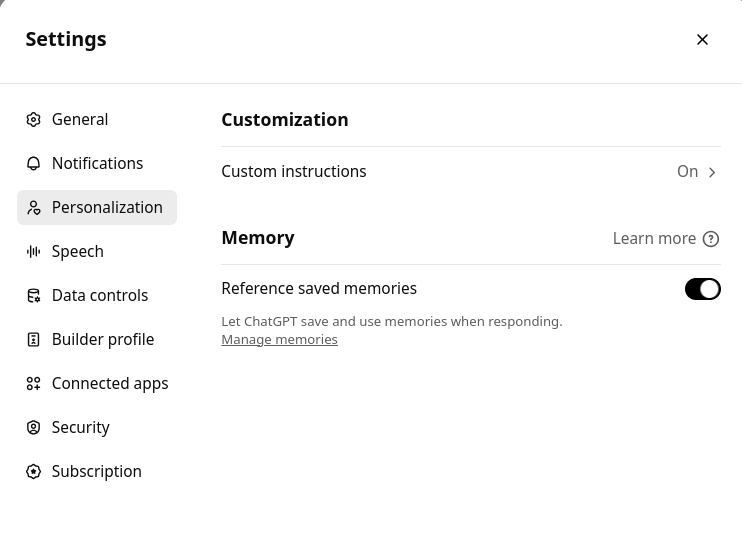 Settings
General
Notifications
Personalization
Speech
Data controls
Builder profile
Connected apps
Security
Subscription
Customization
Custom instructions On
Memory Learn more
Reference saved memories
Let ChatGPT save and use memories when responding.
Manage memories